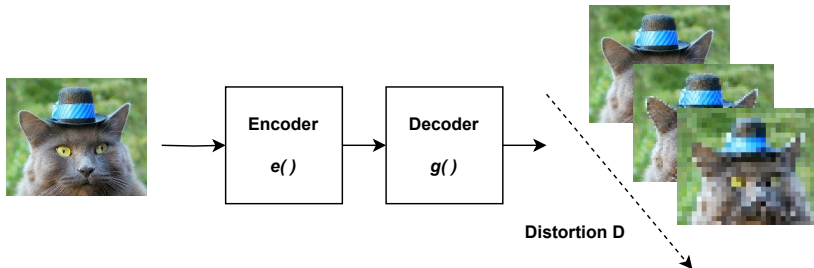 Encoder
e( )
Decoder
g( )
Distortion D